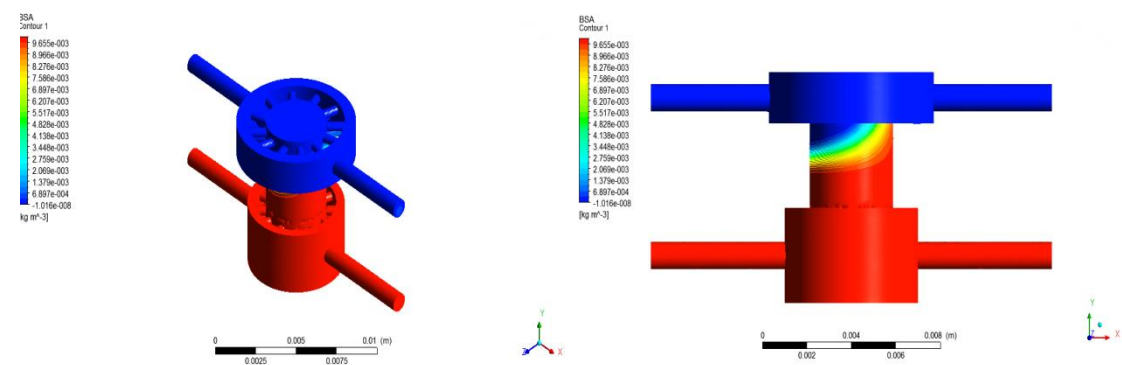 BSA
Contour 1
9.655e-003
8.966e-003
8.276e-003
7.586e-003
6.897e-003
6.207e-003
5.517e-003
4.828e-003
4.138e-003
3.448e-003
2.759e-003
2.069e-003
1.379e-003
6.897e-004
-1.016e-008
[kg m^-3]
0 0.005 0.01 (m)
0.0025 0.0075
Y
Z X
BSA
Contour 1
9.655e-003
8.966e-003
8.276e-003
7.586e-003
6.897e-003
6.207e-003
5.517e-003
4.828e-003
4.138e-003
3.448e-003
2.759e-003
2.069e-003
1.379e-003
6.897e-004
-1.016e-008
[kg m^-3]
0 0.004 0.008 (m)
0.002 0.006
Y
Z X